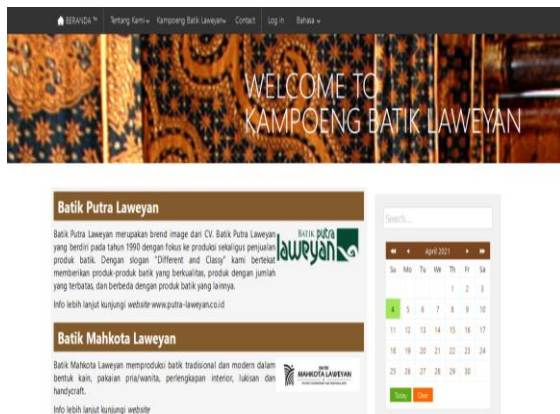 BERANDA Tentang Kami Kampoeng Batik Laweyan Contact Log in Bahasa
WELCOME TO
KAMPOENG BATIK LAWEYAN
Batik Putra Laweyan
Batik Putra Laweyan merupakan brend image dari CV. Batik Putra Laweyan
yang berdiri pada tahun 1990 dengan fokus ke produksi sekaligus penjualan
produk batik. Dengan slogan "Different and Classy" kami bertekat
memberikan produk-produk batik yang berkualitas, produk dengan jumlah
yang terbatas, dan berbeda dengan produk batik yang lainnya.
Info lebih lanjut kunjungi website www.putra-laweyan.co.id
BATIK putra
laweyan
Batik Mahkota Laweyan
Batik Mahkota Laweyan memproduksi batik tradisional dan modern dalam
bentuk kain, pakaian pria/wanita, perlengkapan interior, lukisan dan
handycraft.
Info lebih lanjut kunjungi website
BATIK
MAHKOTA LAWEYAN
Search...
April 2021
Su Mo Tu We Th Fr Sa
1 2 3
4 5 6 7 8 9 10
11 12 13 14 15 16 17
18 19 20 21 22 23 24
25 26 27 28 29 30
Today Clear